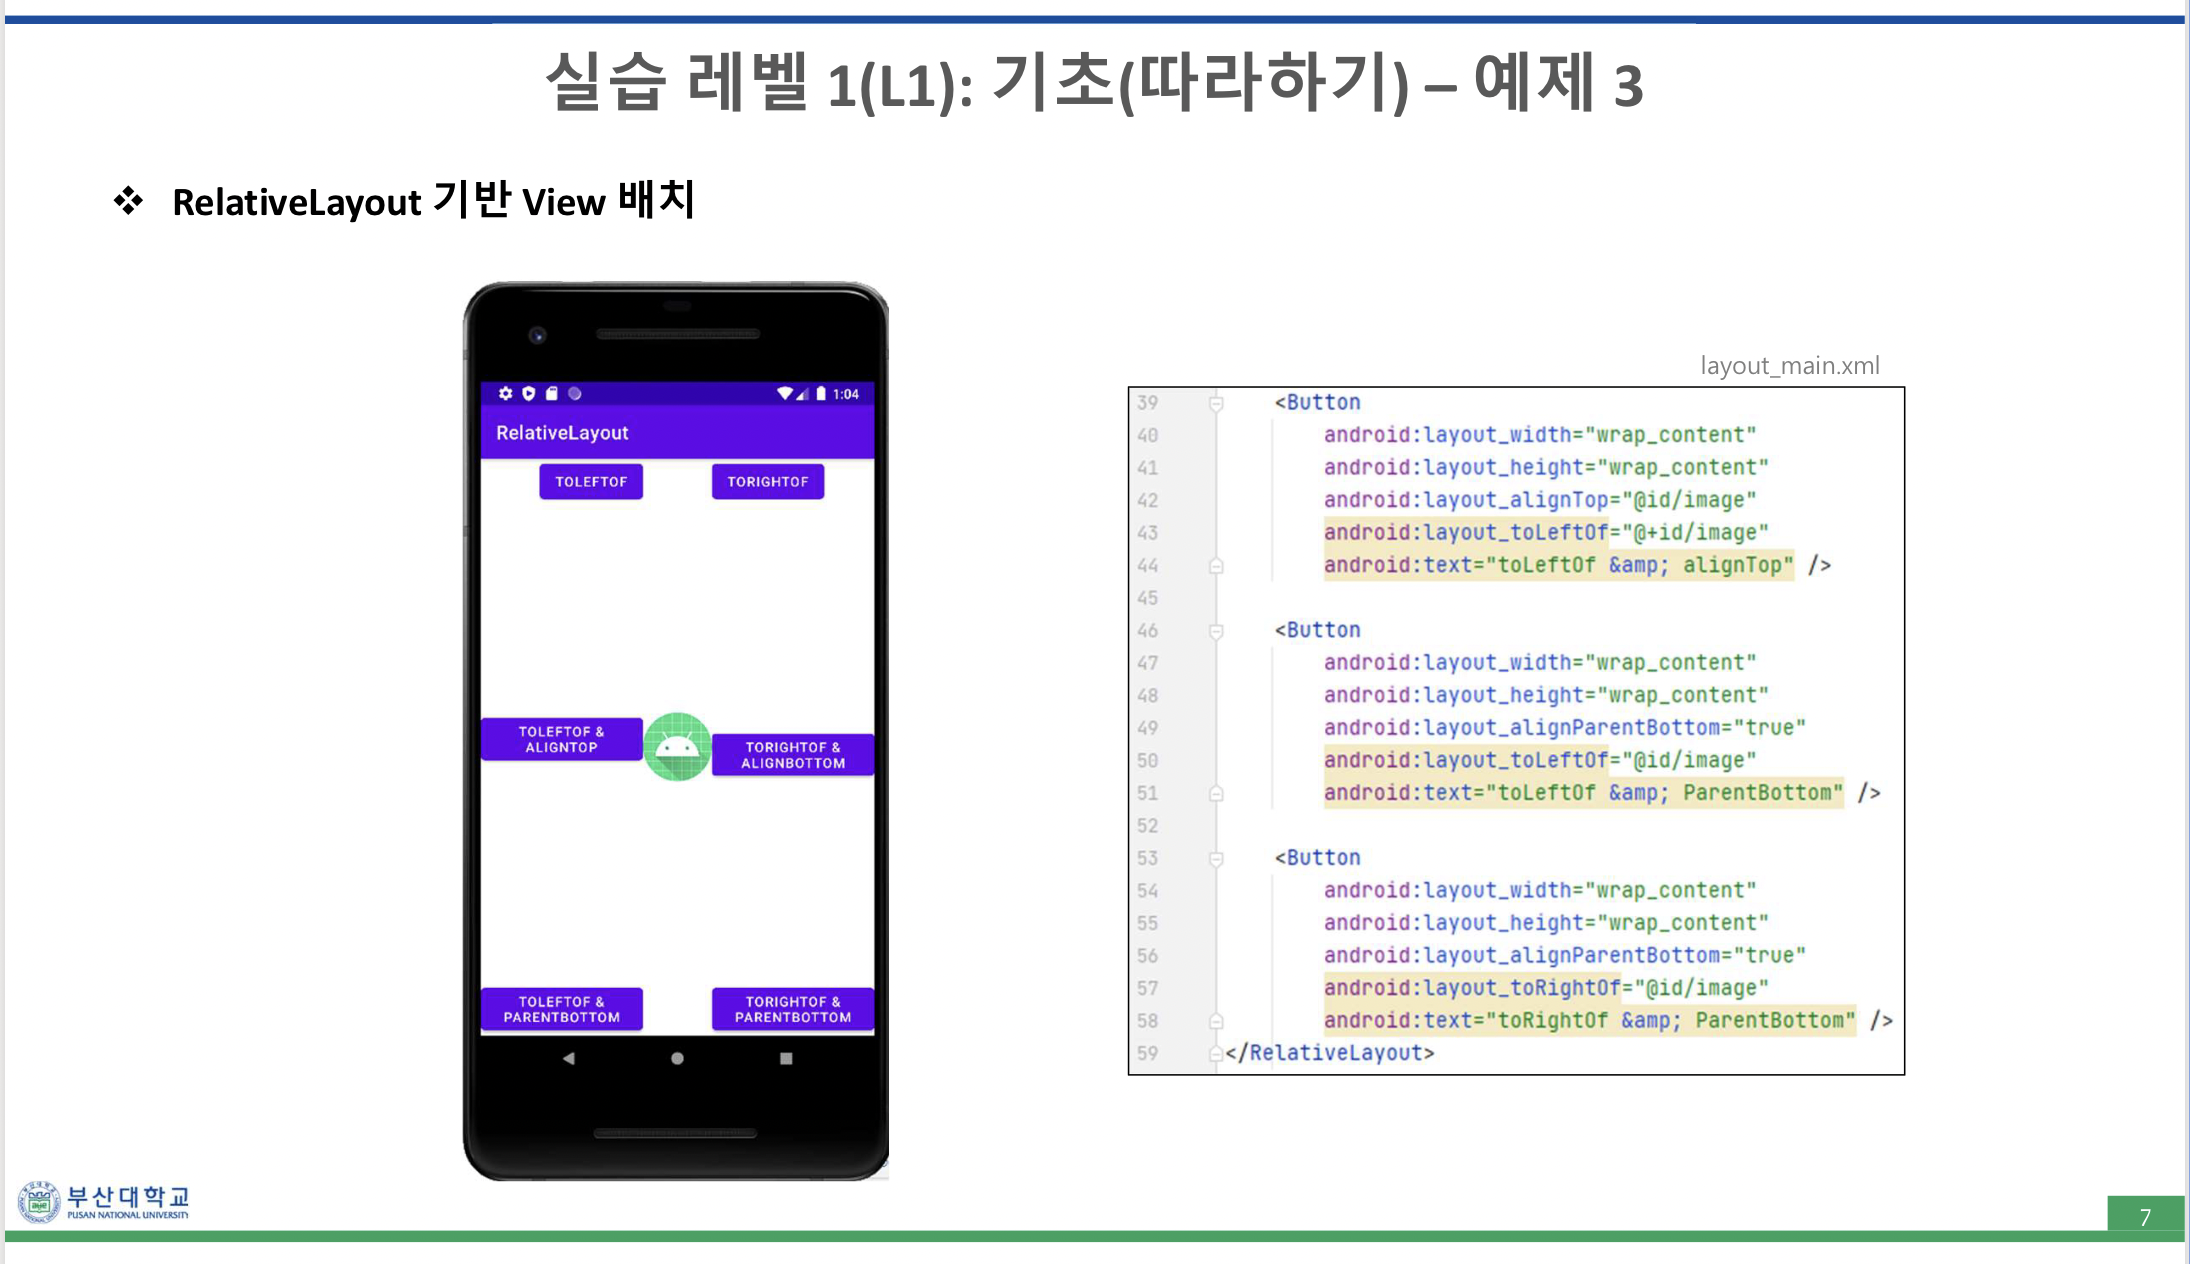 실습 레벨 1(L1): 기초(따라하기) – 예제 3
❖ RelativeLayout 기반 View 배치
1:04
RelativeLayout
TOLEFTOF
TORIGHTOF
TOLEFTOF &
ALIGNTOP
TORIGHTOF &
ALIGNBOTTOM
TOLEFTOF &
PARENTBOTTOM
TORIGHTOF &
PARENTBOTTOM
layout_main.xml
39 <Button
40 android:layout_width="wrap_content"
41 android:layout_height="wrap_content"
42 android:layout_alignTop="@id/image"
43 android:layout_toLeftOf="@+id/image"
44 android:text="toLeftOf &amp; alignTop" />
45
46 <Button
47 android:layout_width="wrap_content"
48 android:layout_height="wrap_content"
49 android:layout_alignParentBottom="true"
50 android:layout_toLeftOf="@id/image"
51 android:text="toLeftOf &amp; ParentBottom" />
52
53 <Button
54 android:layout_width="wrap_content"
55 android:layout_height="wrap_content"
56 android:layout_alignParentBottom="true"
57 android:layout_toRightOf="@id/image"
58 android:text="toRightOf &amp; ParentBottom" />
59 </RelativeLayout>
부산대학교
PUSAN NATIONAL UNIVERSITY
7